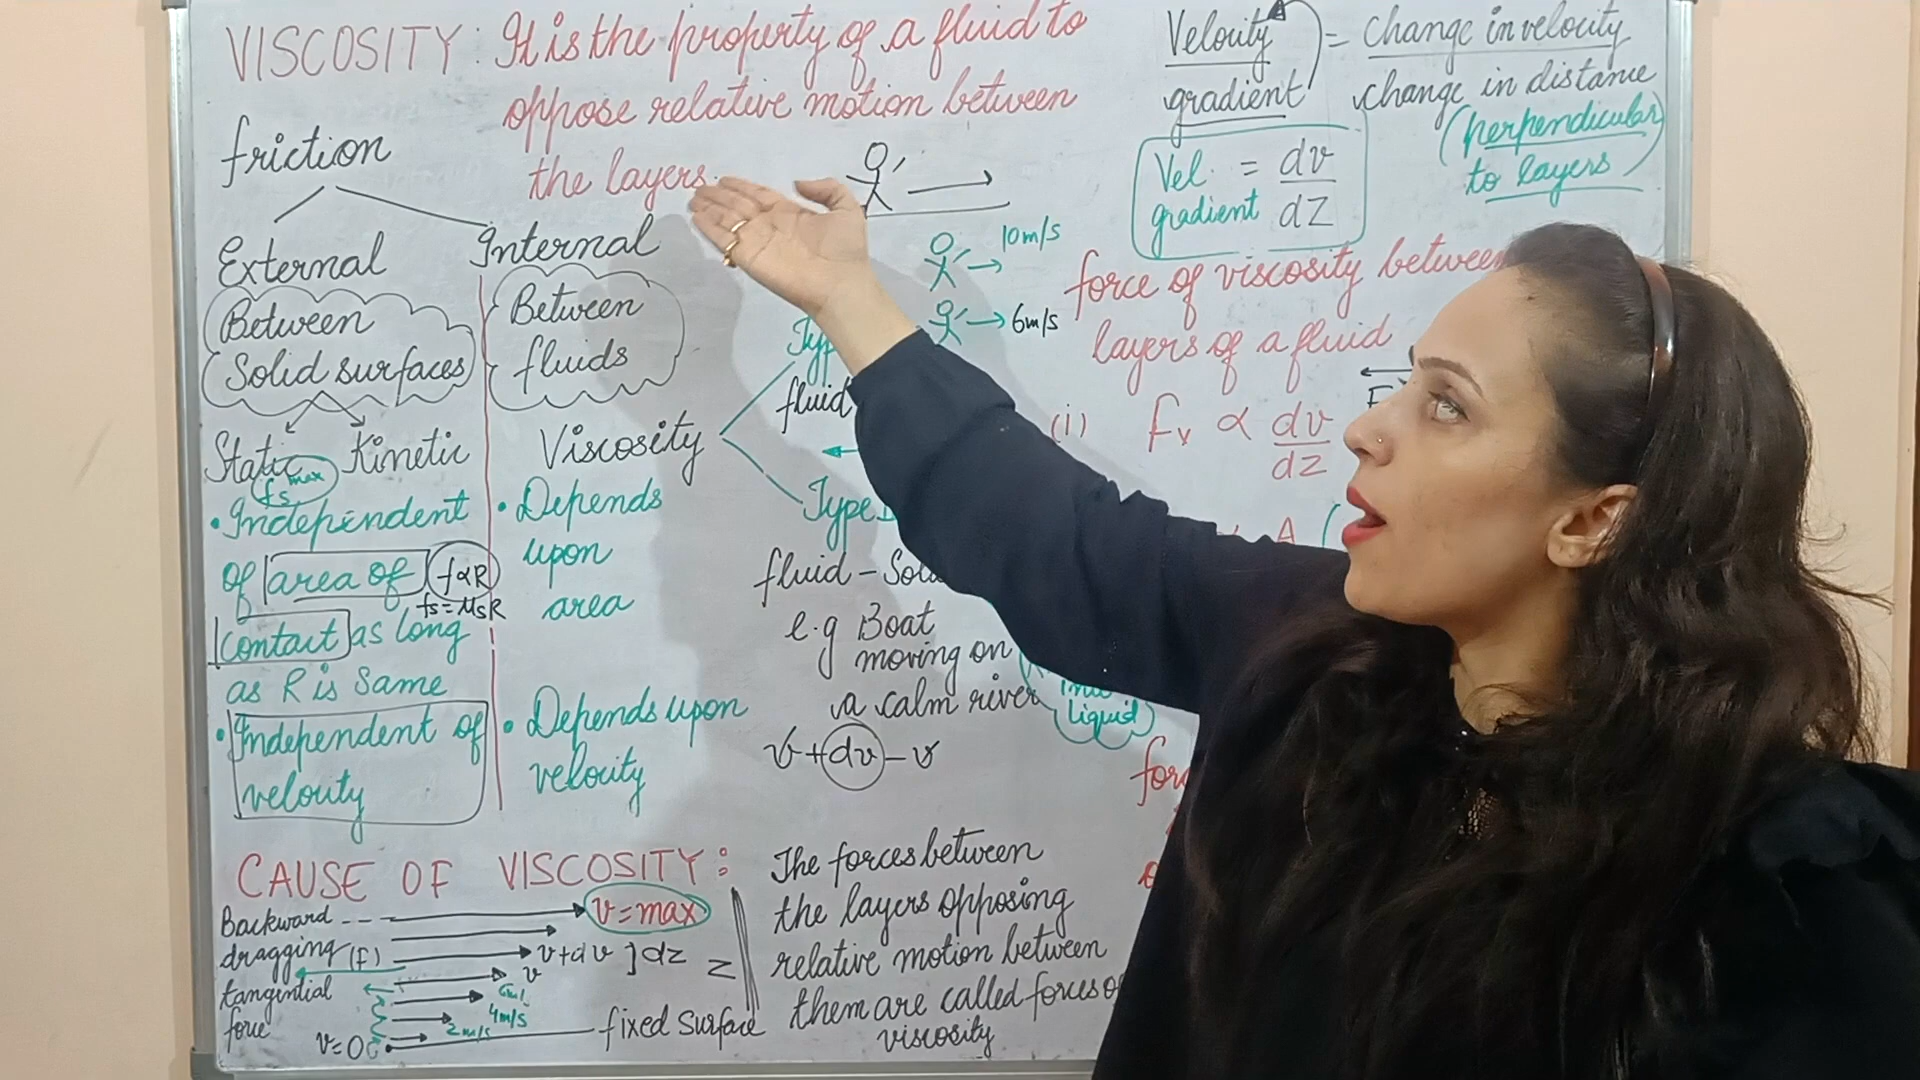 VISCOSITY: It is the property of a fluid to
oppose relative motion between
the layers.
friction
External
Between
Solid surfaces
Static
Kinetic
fs max
• Independent
of area of
f ∝ R
fs = μsR
contact as long
as R is same
• Independent of
velocity
Internal
Between
fluids
Viscosity
• Depends
upon
area
• Depends upon
velocity
10m/s
6m/s
fluid
Type
fluid -
e.g Boat
moving on
a calm river
v + dv - v
liquid
Velocity
gradient
= change in velocity
change in distance
(perpendicular
to layers)
Vel.
gradient
= dv
dZ
force of viscosity between
layers of a fluid
(i) Fv ∝ dv
dz
A
CAUSE OF VISCOSITY:
Backward
dragging (F)
tangential
force
v=max
v+dv ] dz
z
v
4m/s
2m/s
v=0
fixed surface
The forces between
the layers opposing
relative motion between
them are called forces of
viscosity